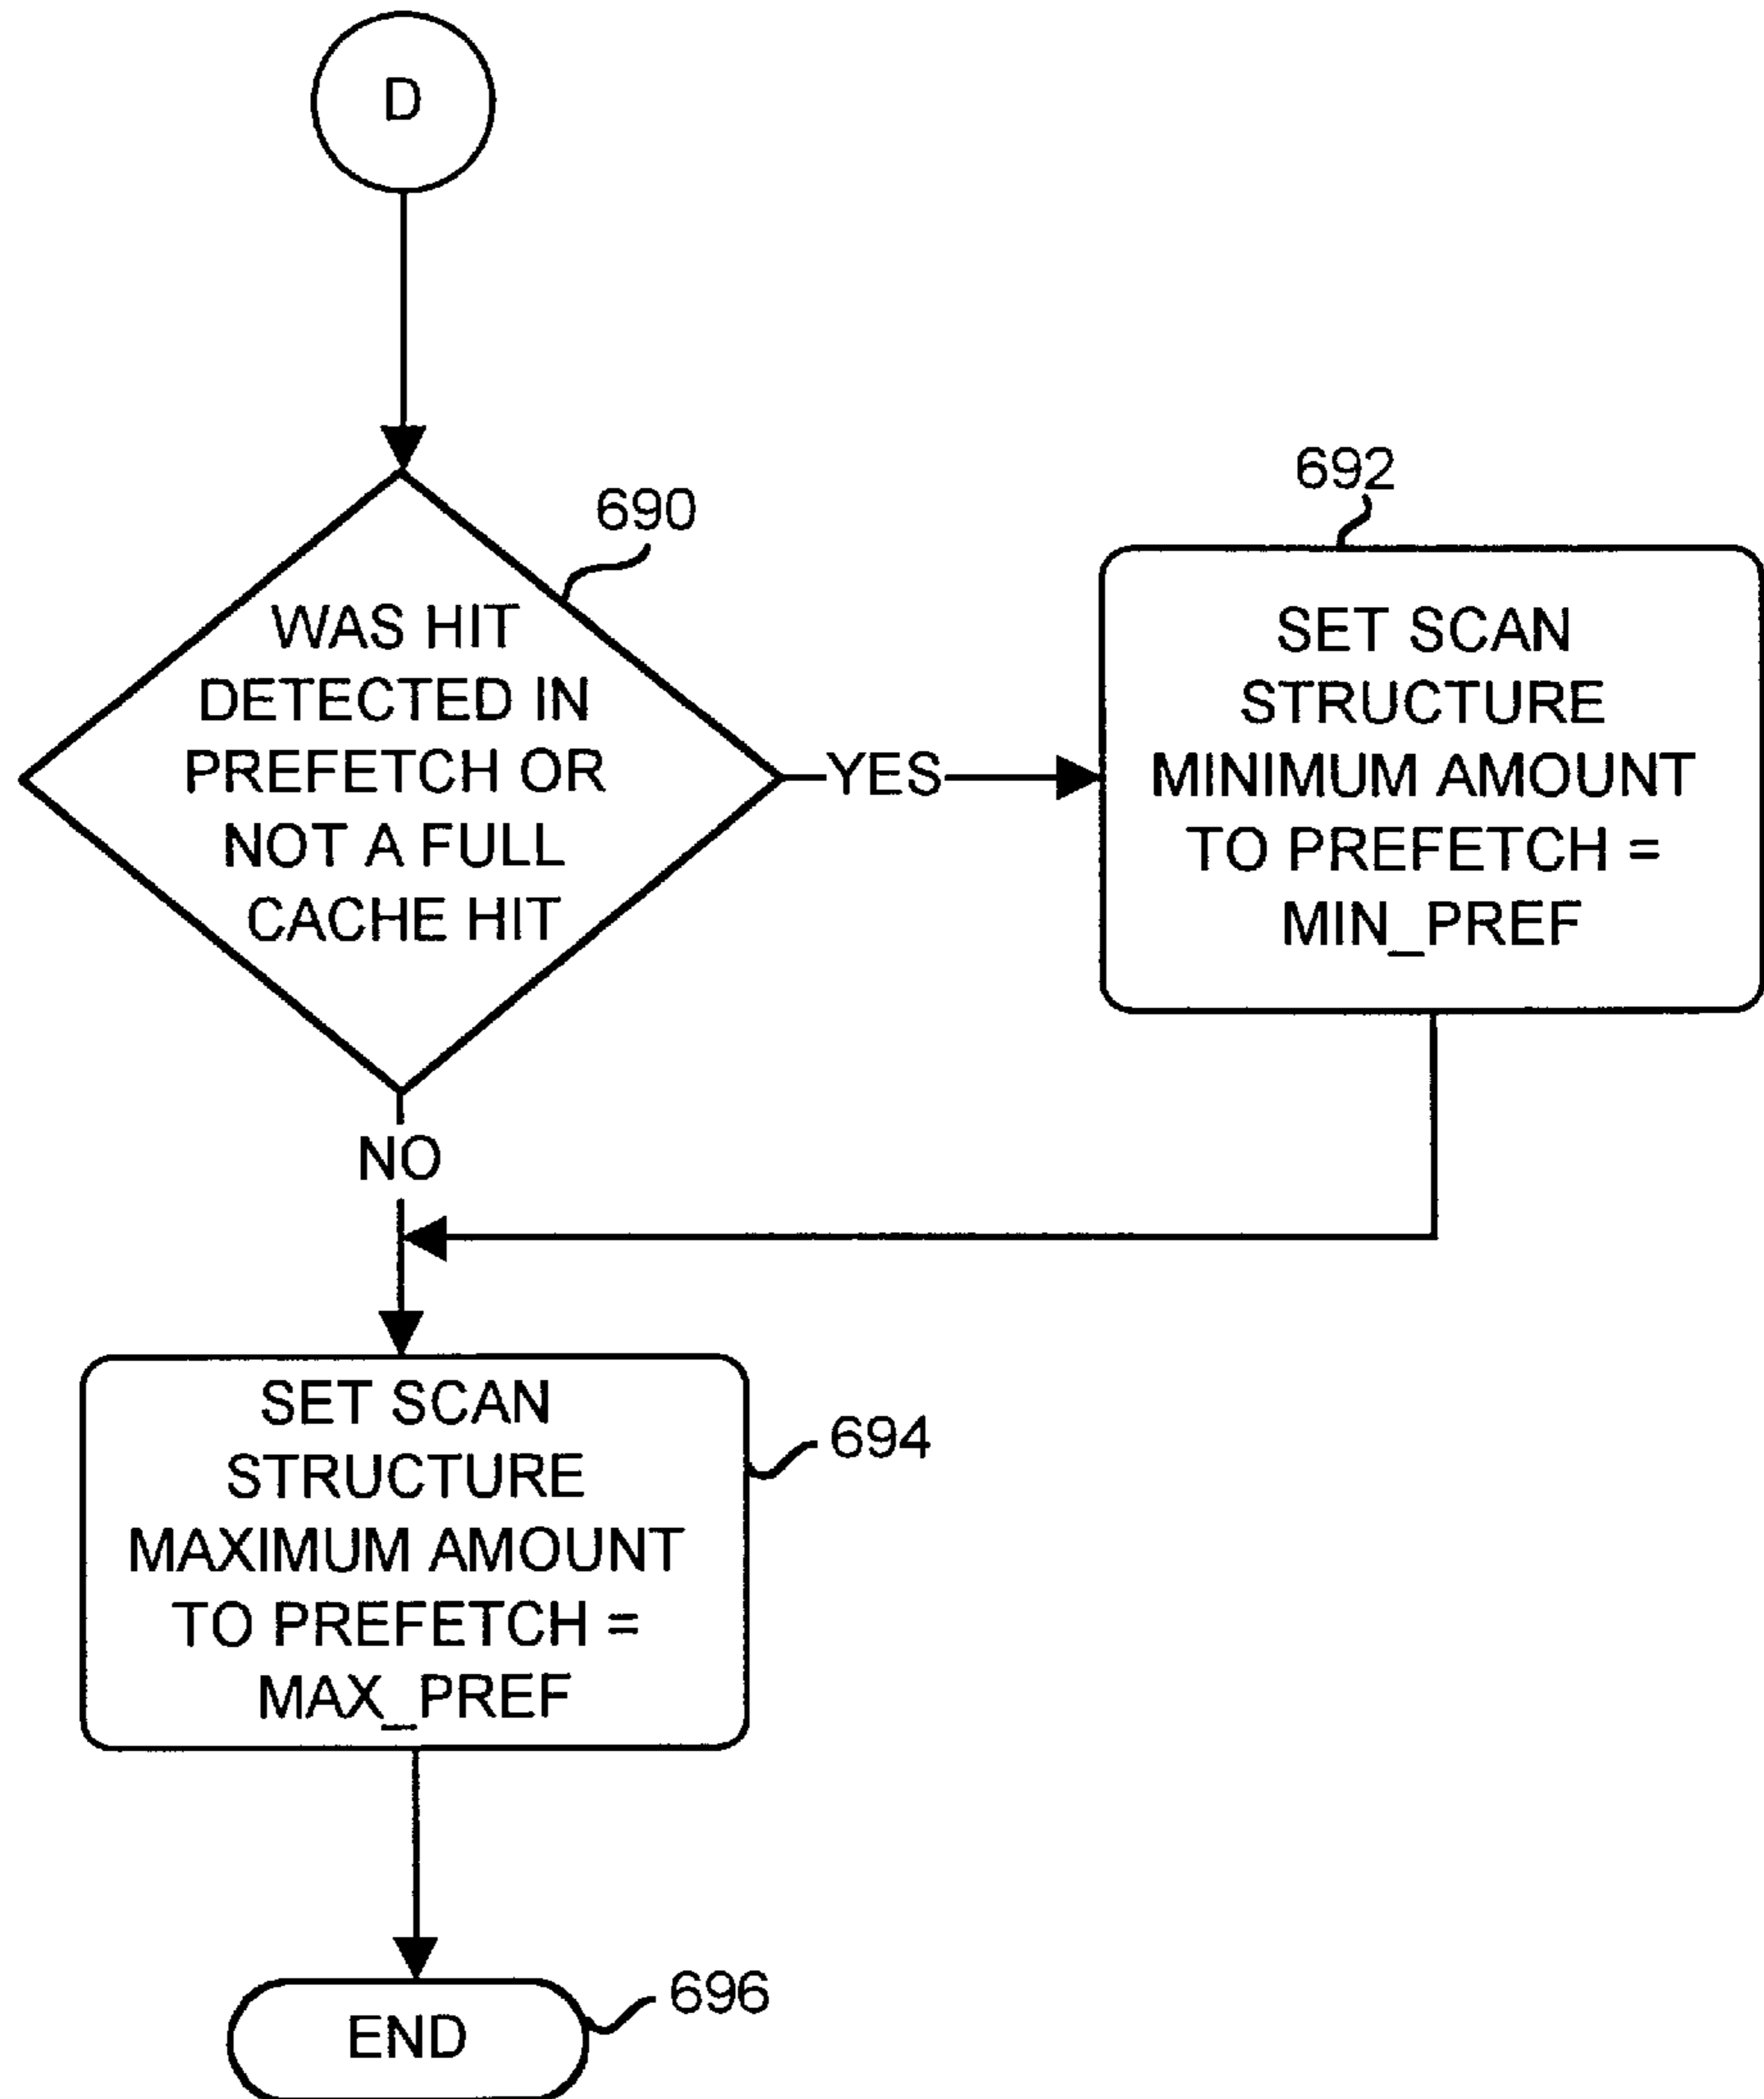 D
690
WAS HIT
DETECTED IN
PREFETCH OR
NOT A FULL
CACHE HIT
YES
692
SET SCAN
STRUCTURE
MINIMUM AMOUNT
TO PREFETCH =
MIN_PREF
NO
SET SCAN
STRUCTURE
MAXIMUM AMOUNT
TO PREFETCH =
MAX_PREF
694
END
696